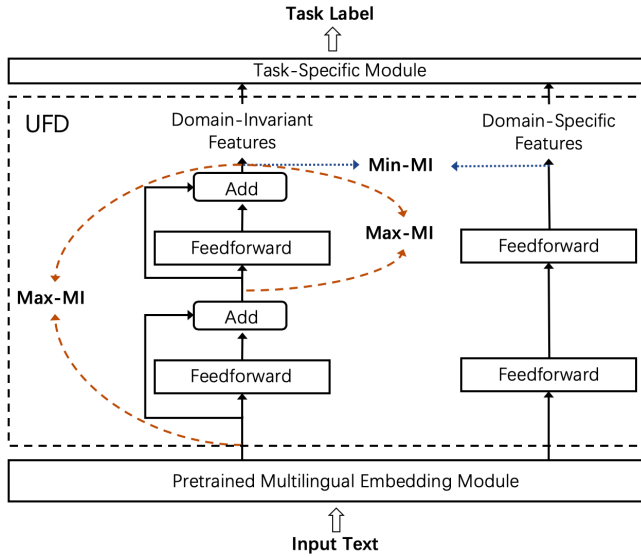 Task Label
Task-Specific Module
UFD
Domain-Invariant
Features
Domain-Specific
Features
Min-MI
Add
Max-MI
Feedforward
Feedforward
Max-MI
Add
Feedforward
Feedforward
Pretrained Multilingual Embedding Module
Input Text